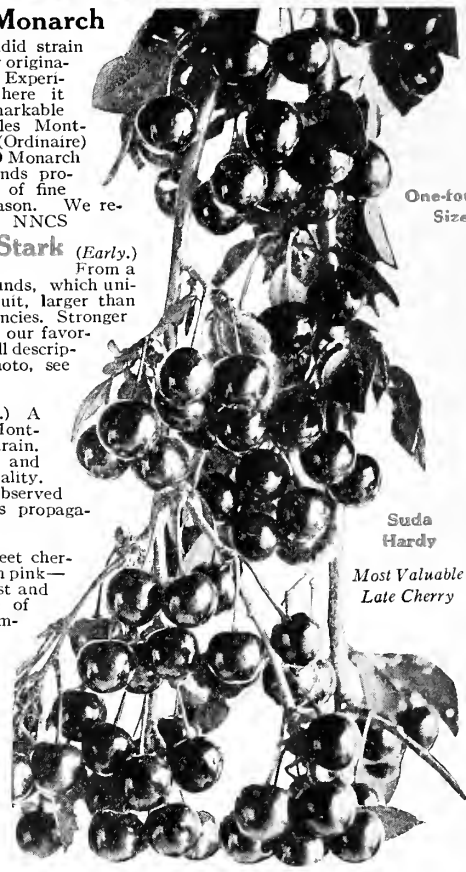 Monarch
did strain
origina-
Experi-
here it
markable
les Mont-
(Ordinaire)
Monarch
nds pro-
of fine
ason. We re-
NNCS
Stark (Early.)
From a
unds, which uni-
uit, larger than
ncies. Stronger
our favor-
ll descrip-
oto, see
.) A
Mont-
rain.
and
ality.
bserved
s propaga-
eet cher-
pink—
st and
of
m-
One-fou
Size
Suda
Hardy
Most Valuable
Late Cherry